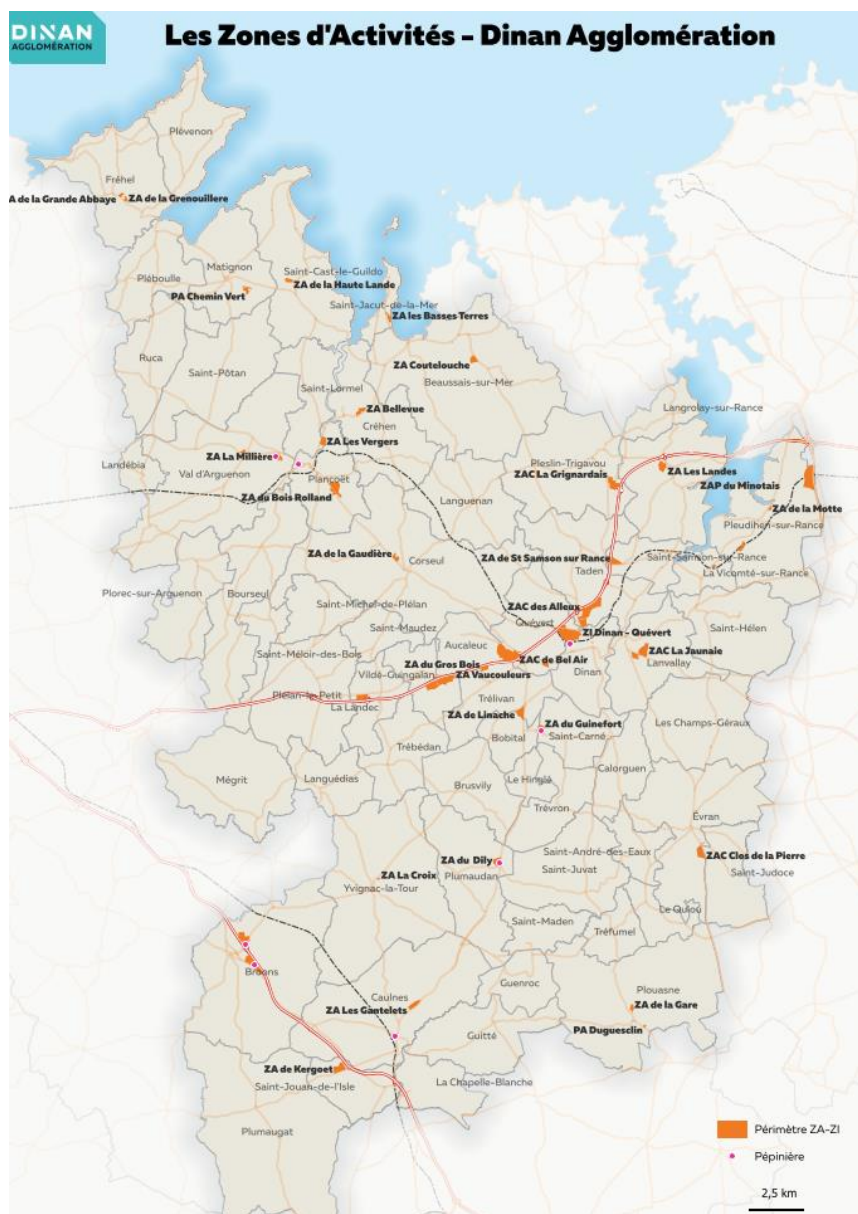 DINAN
AGGLOMÉRATION
Les Zones d'Activités - Dinan Agglomération
Plévenon
Fréhel
A de la Grande Abbaye
ZA de la Grenouillere
Matignon
Pléboulle
PA Chemin Vert
Saint-Cast-le-Guildo
ZA de la Haute Lande
Saint-Jacut-de-la-Mer
ZA les Basses Terres
Ruca
Saint-Pôtan
ZA Coutelouche
Beaussais-sur-Mer
Saint-Lormel
ZA Bellevue
Créhen
Langrolay-sur-Rance
ZA Les Vergers
ZA La Millière
Landébia
Val d'Arguenon
Pleslin-Trigavou
ZAC La Grignardais
ZA Les Landes
ZAP du Minotais
Plancoët
ZA du Bois Rolland
Languenan
ZA de la Motte
Pleudihen-sur-Rance
ZA de la Gaudière
Corseul
ZA de St Samson sur Rance
Saint-Samson-sur-Rance
Taden
La Vicomté-sur-Rance
Plorec-sur-Arguenon
Bourseul
Saint-Michel-de-Plélan
ZAC des Alleux
Quévert
Saint-Maudez
ZI Dinan - Quévert
Saint-Hélen
Aucaleuc
ZAC La Jaunaie
Lanvallay
Saint-Méloir-des-Bois
ZA du Gros Bois
ZAC de Bel Air
Vildé-Guingalan
ZA Vaucouleurs
Dinan
Plélan-le-Petit
La Landec
Trélivan
ZA de Linache
ZA du Guinefort
Les Champs-Géraux
Bobital
Saint-Carné
Trébédan
Calorguen
Mégrit
Languédias
Le Hinglé
Brusvily
Trévron
Évran
Saint-André-des-Eaux
ZAC Clos de la Pierre
ZA du Dily
Plumaudan
Saint-Juvat
Saint-Judoce
ZA La Croix
Yvignac-la-Tour
Le Quiou
Saint-Maden
Tréfumel
Broons
Guenroc
Plouasne
Caulnes
ZA Les Gantelets
ZA de la Gare
PA Duguesclin
Guitté
ZA de Kergoet
La Chapelle-Blanche
Saint-Jouan-de-l'Isle
Plumaugat
Périmètre ZA-ZI
Pépinière
2,5 km